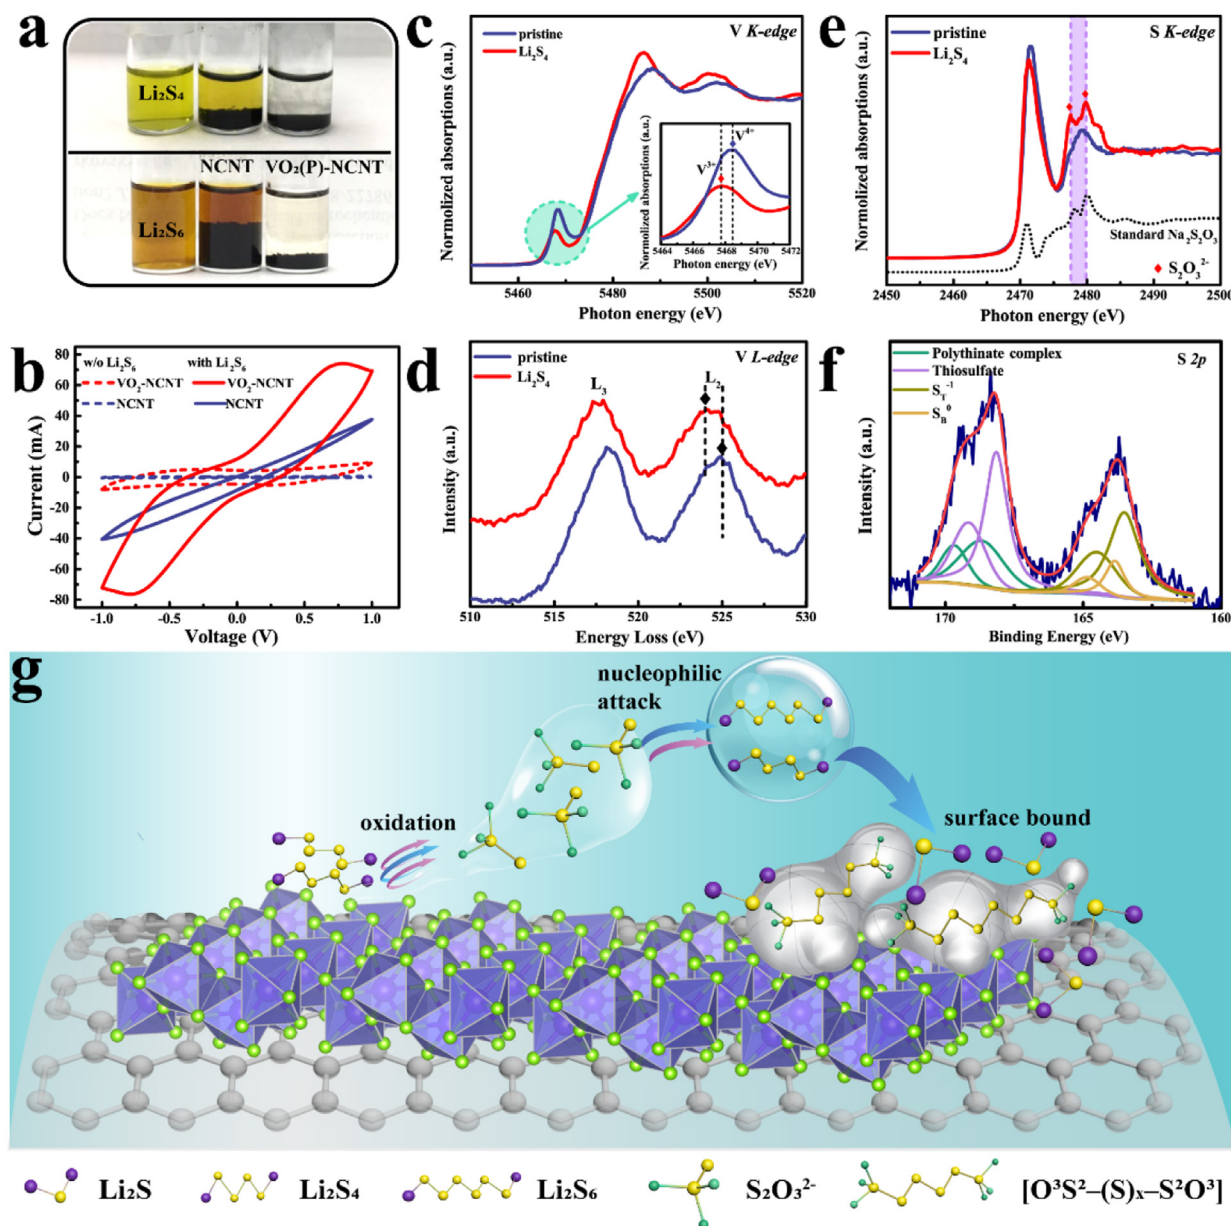 a
Li₂S₄
NCNT
VO₂(P)-NCNT
Li₂S₆
b
w/o Li₂S₆
with Li₂S₆
VO₂-NCNT
VO₂-NCNT
NCNT
NCNT
80
60
40
20
0
-20
-40
-60
-80
Current (mA)
-1.0
-0.5
0.0
0.5
1.0
Voltage (V)
c
pristine
Li₂S₄
V K-edge
Normalized absorptions (a.u.)
V⁴⁺
V³⁺
Normalized absorptions (a.u.)
5464
5466
5468
5470
5472
Photon energy (eV)
5460
5480
5500
5520
Photon energy (eV)
d
pristine
Li₂S₄
V L-edge
L₃
L₂
Intensity (a.u.)
510
515
520
525
530
Energy Loss (eV)
e
pristine
Li₂S₄
S K-edge
Normalized absorptions (a.u.)
Standard Na₂S₂O₃
S₂O₃²⁻
2450
2460
2470
2480
2490
2500
Photon energy (eV)
f
Polythinate complex
Thiosulfate
S_T⁻¹
S_B⁰
S 2p
Intensity (a.u.)
170
165
160
Binding Energy (eV)
g
nucleophilic
attack
oxidation
surface bound
Li₂S
Li₂S₄
Li₂S₆
S₂O₃²⁻
[O³S²–(S)ₓ–S²O³]